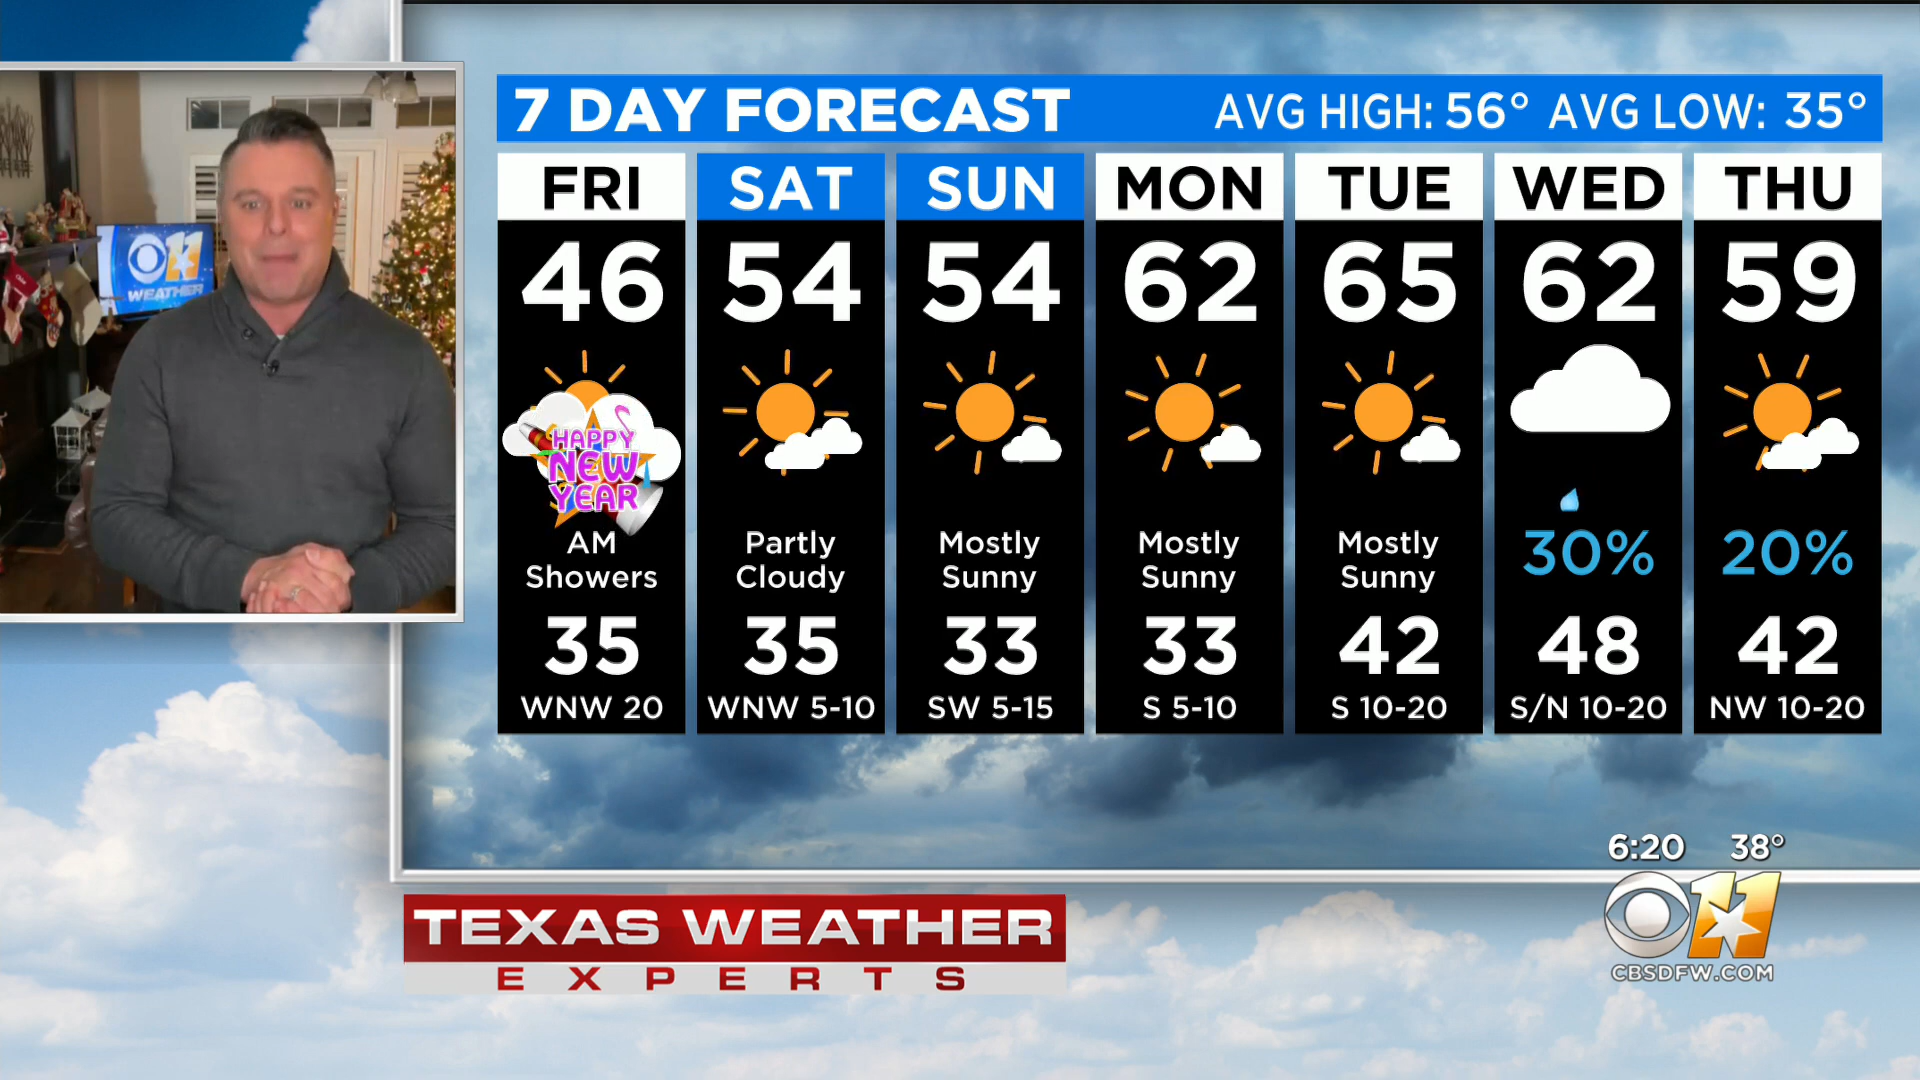 7 DAY FORECAST
AVG HIGH: 56° AVG LOW: 35°
FRI
46
HAPPY
NEW
YEAR
AM
Showers
35
WNW 20
SAT
54
Partly
Cloudy
35
WNW 5-10
SUN
54
Mostly
Sunny
33
SW 5-15
MON
62
Mostly
Sunny
33
S 5-10
TUE
65
Mostly
Sunny
42
S 10-20
WED
62
30%
48
S/N 10-20
THU
59
20%
42
NW 10-20
11
WEATHER
6:20 38°
11
CBSDFW.COM
TEXAS WEATHER
EXPERTS